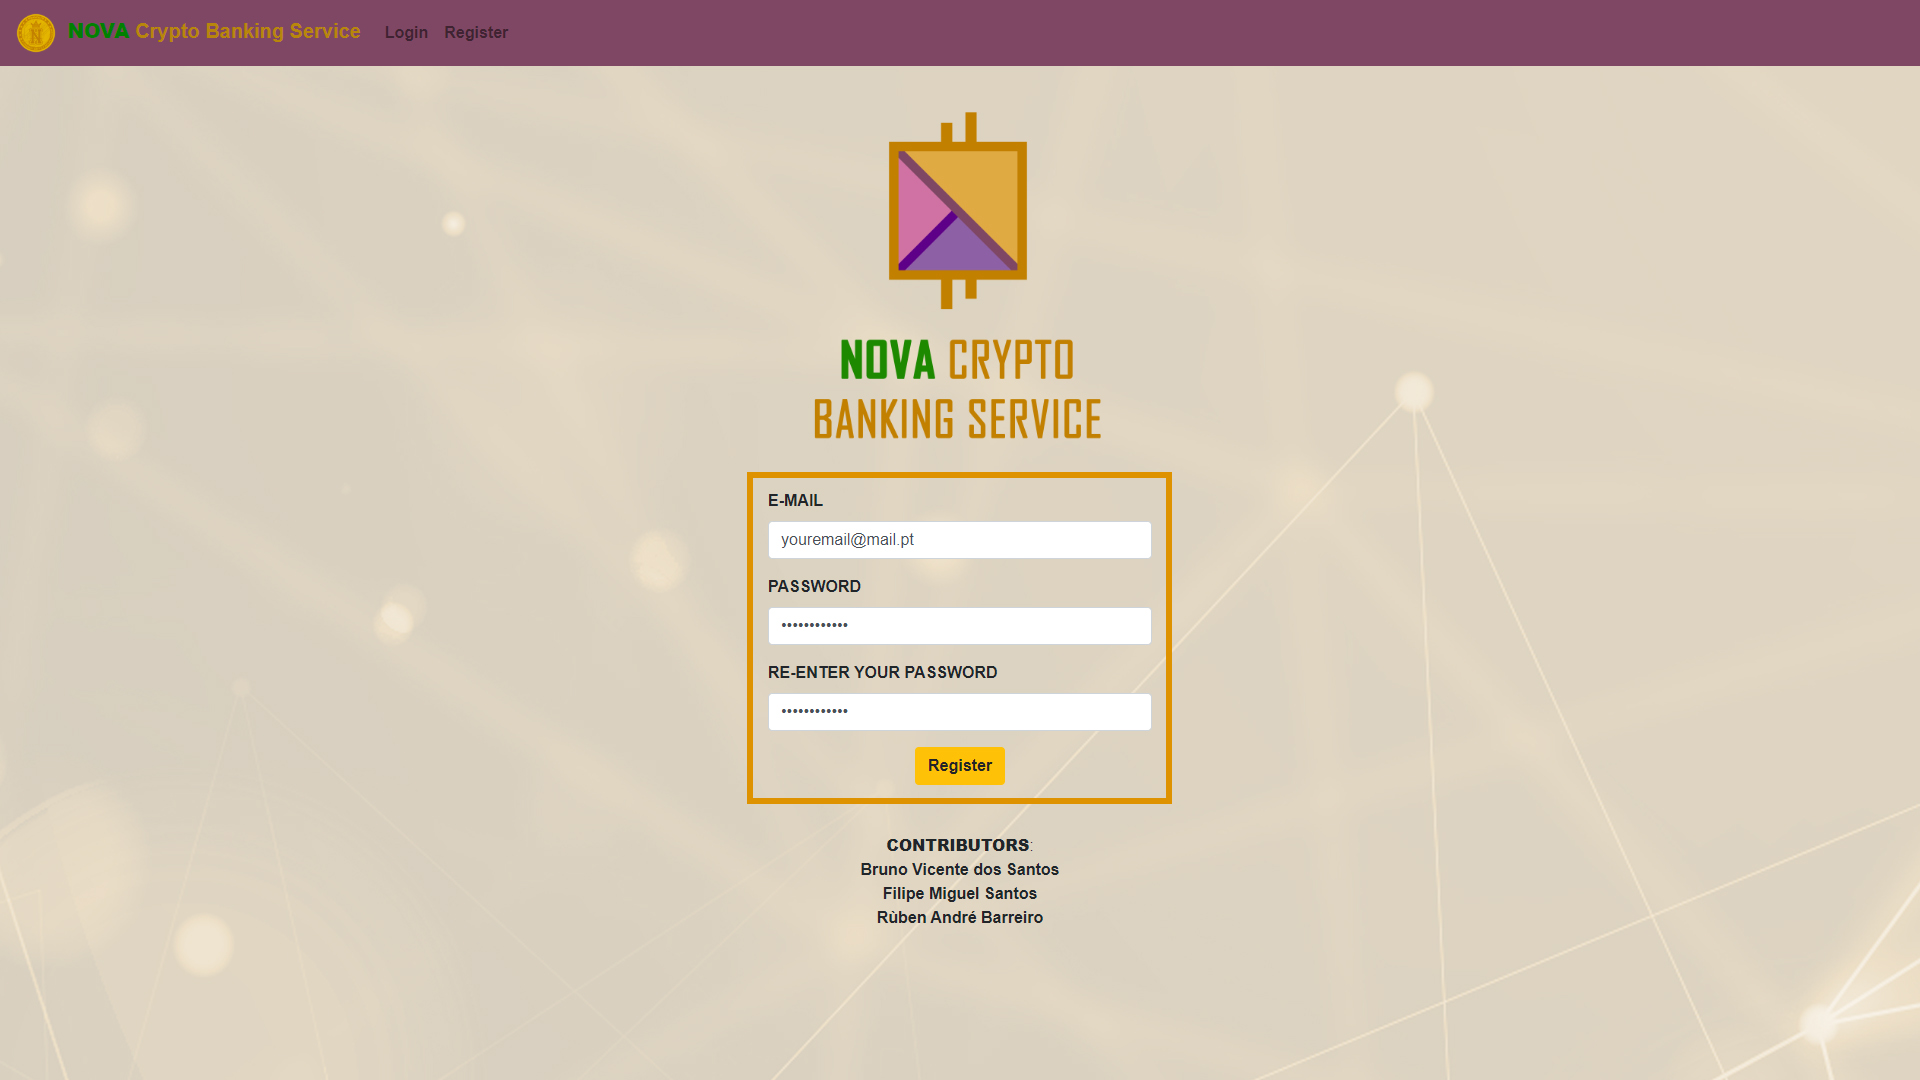 NOVA Crypto Banking Service Login Register
NOVA CRYPTO
BANKING SERVICE
E-MAIL
youremail@mail.pt
PASSWORD
••••••••••••
RE-ENTER YOUR PASSWORD
••••••••••••
Register
CONTRIBUTORS:
Bruno Vicente dos Santos
Filipe Miguel Santos
Rùben André Barreiro